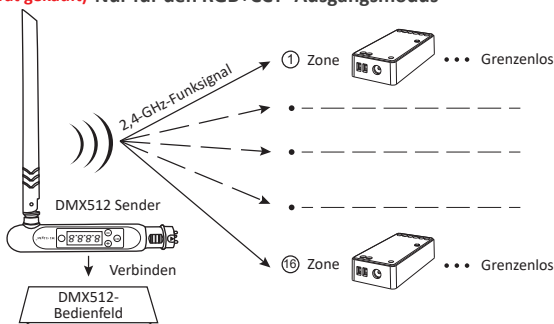 gekauft) Nur für den RGB+CCT-Ausgangsmodus
① Zone ••• Grenzenlos
2,4-GHz-Funksignal
DMX512 Sender
⑯ Zone ••• Grenzenlos
Verbinden
DMX512-
Bedienfeld